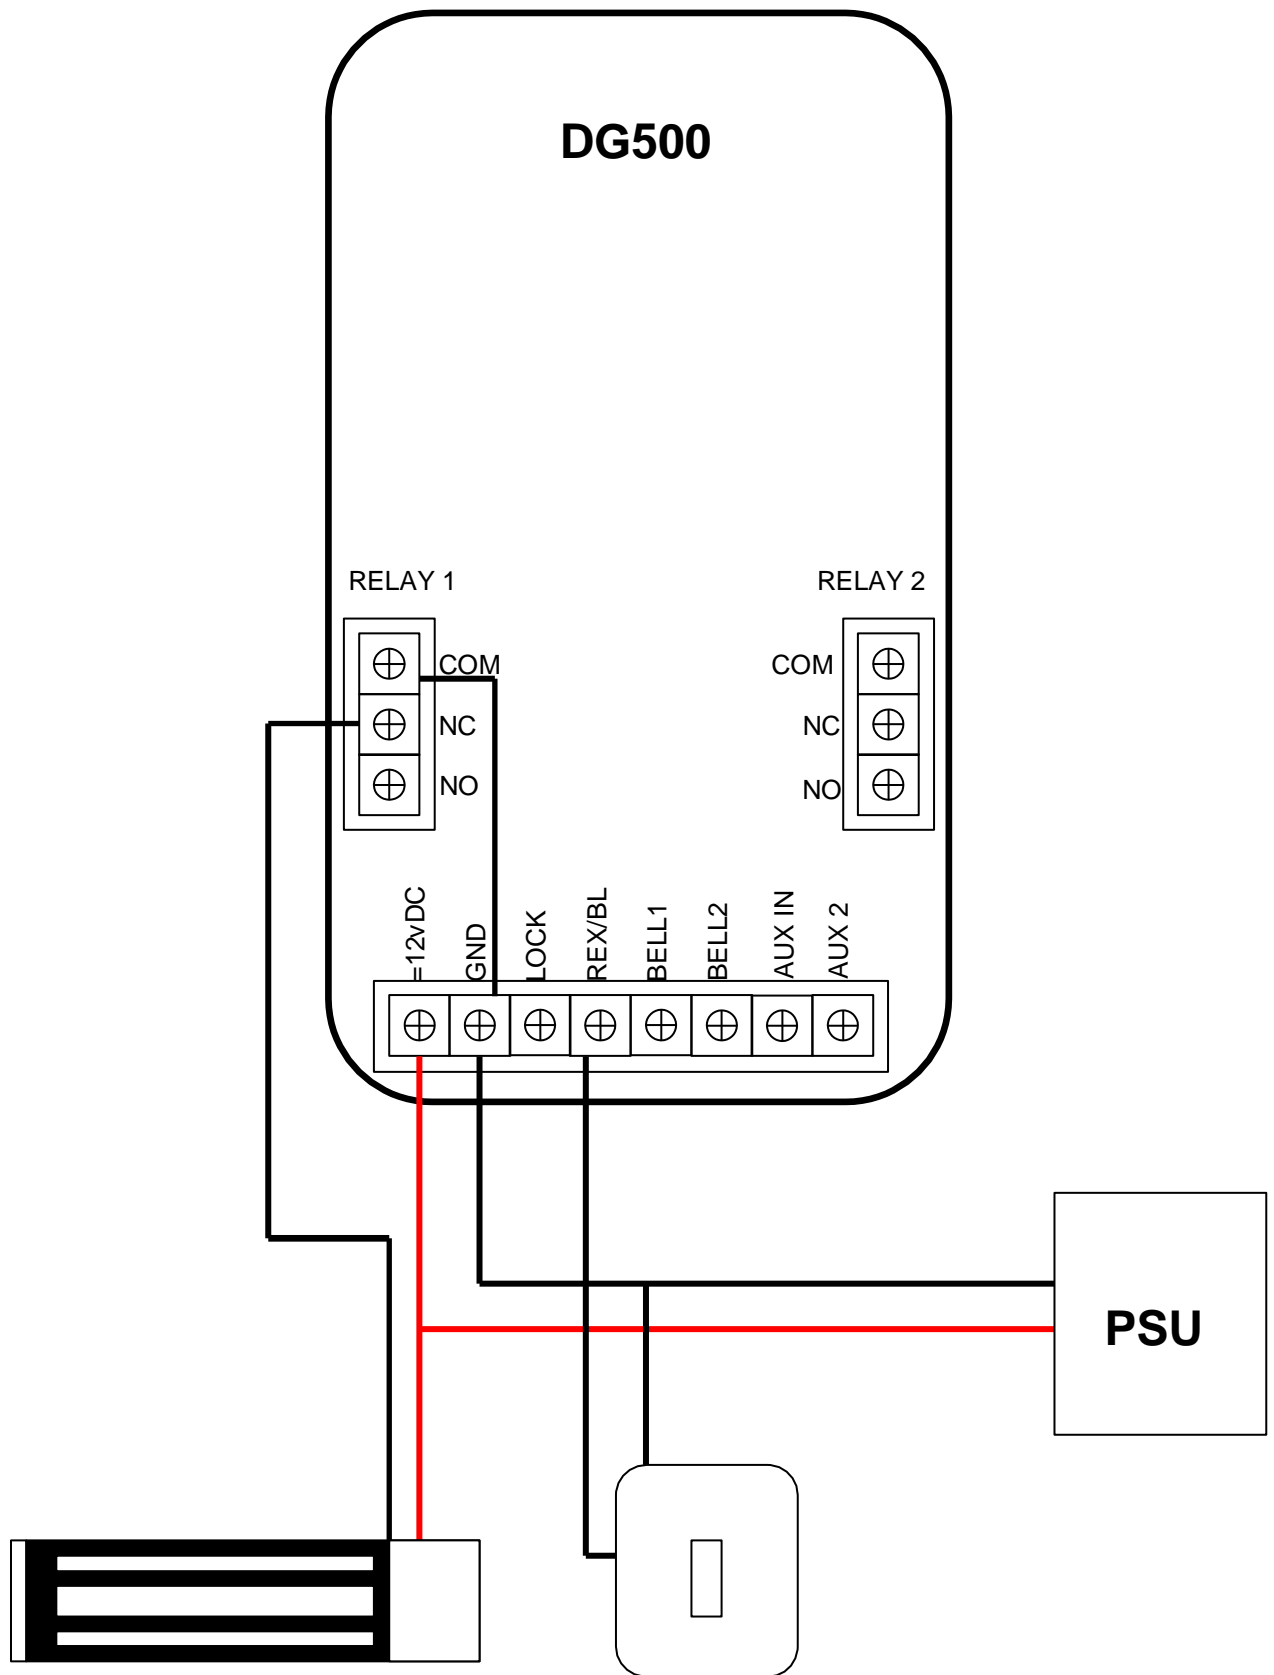 DG500
RELAY 1
RELAY 2
COM
COM
NC
NC
NO
NO
=12vDC
GND
LOCK
REX/BL
BELL1
BELL2
AUX IN
AUX 2
PSU